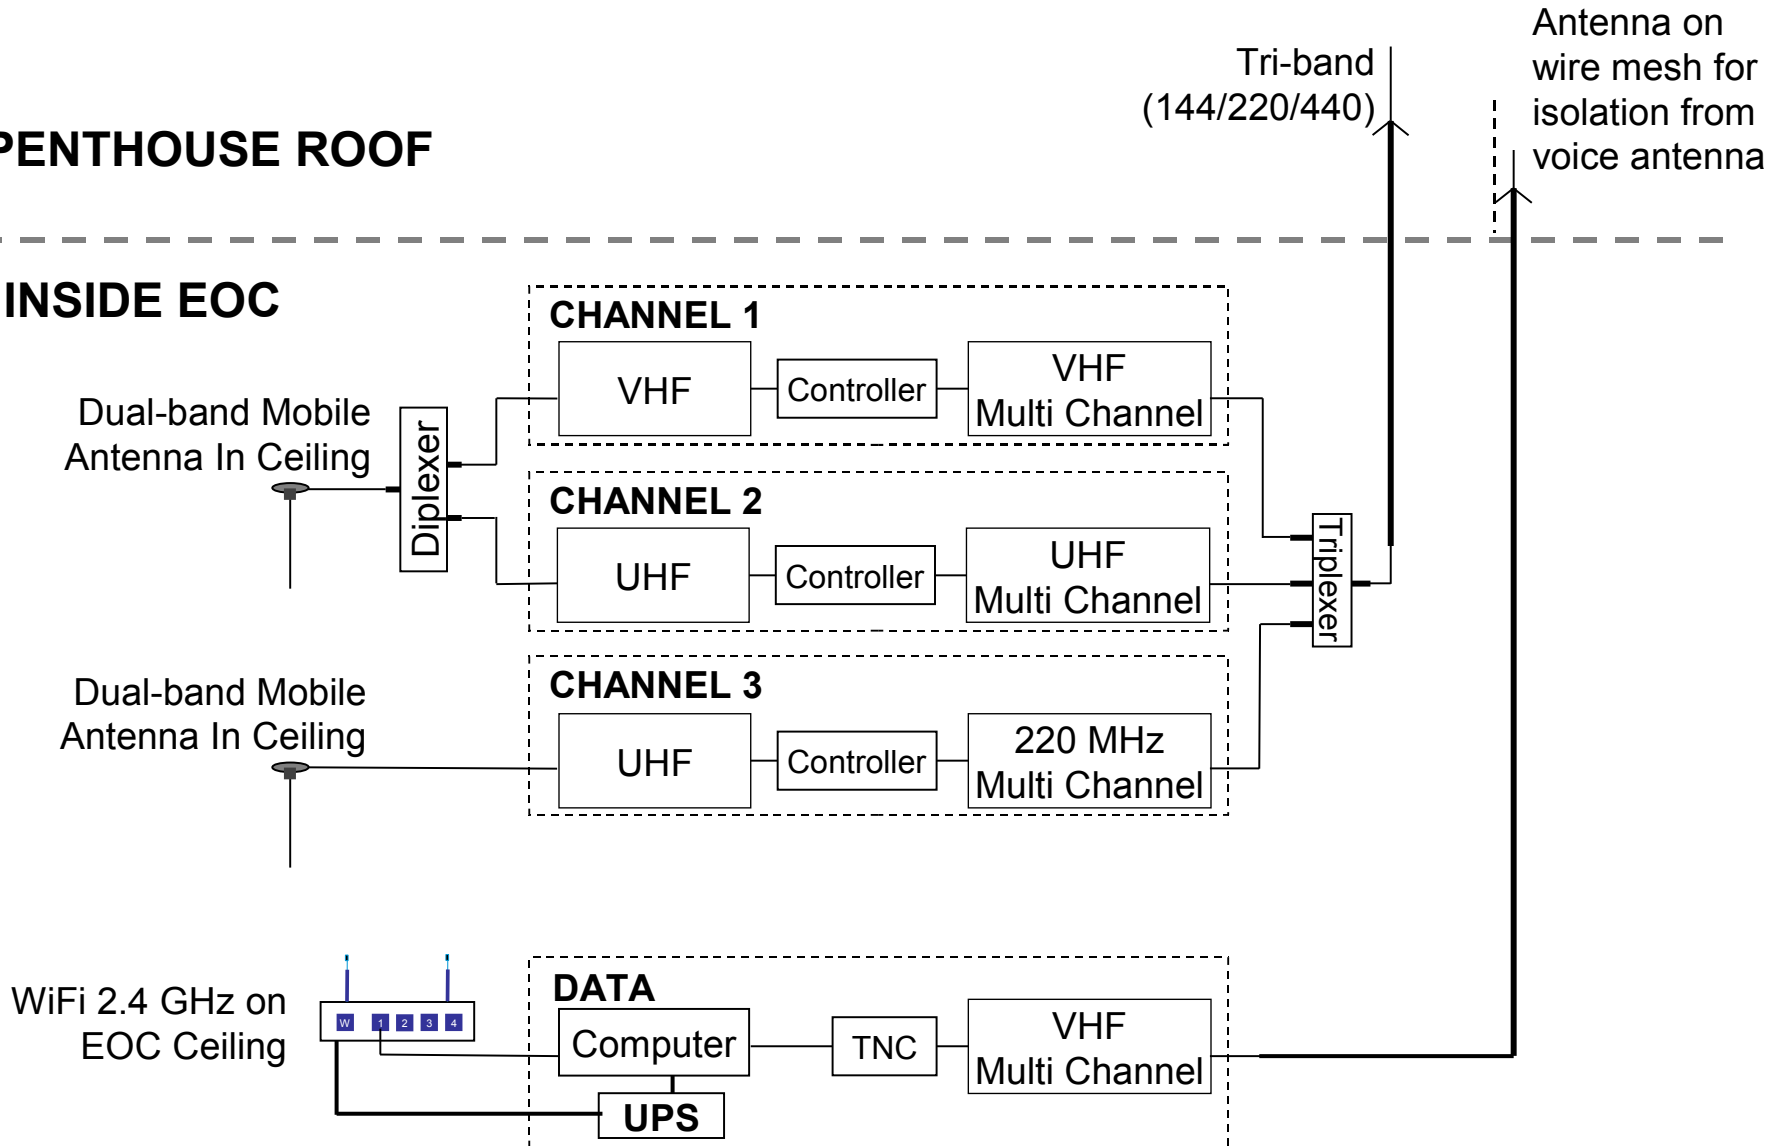 Antenna on
wire mesh for
isolation from
voice antenna
Tri-band
(144/220/440)
PENTHOUSE ROOF
INSIDE EOC
CHANNEL 1
VHF
Controller
VHF
Multi Channel
Dual-band Mobile
Antenna In Ceiling
Diplexer
CHANNEL 2
UHF
Controller
UHF
Multi Channel
Triplexer
CHANNEL 3
Dual-band Mobile
Antenna In Ceiling
UHF
Controller
220 MHz
Multi Channel
WiFi 2.4 GHz on
EOC Ceiling
W 1 2 3 4
DATA
Computer
TNC
VHF
Multi Channel
UPS